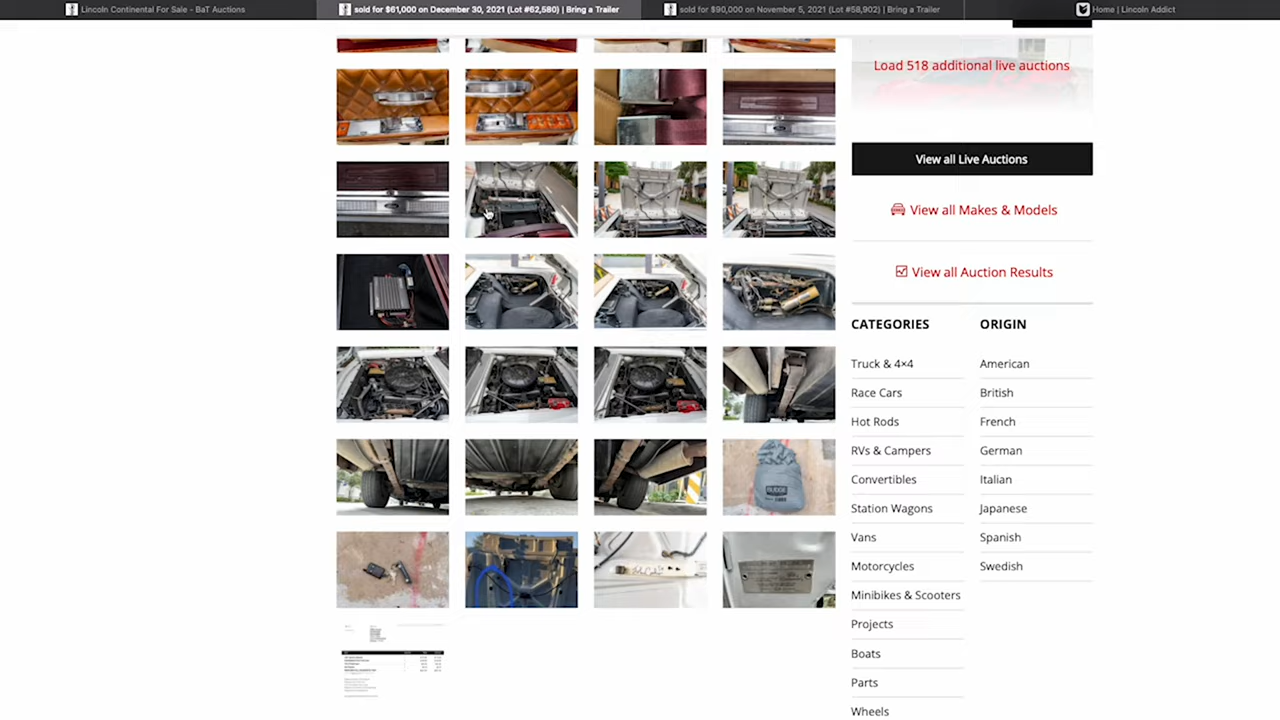 Lincoln Continental For Sale - BaT Auctions
sold for $61,000 on December 30, 2021 (Lot #62,580) | Bring a Trailer
sold for $90,000 on November 5, 2021 (Lot #58,902) | Bring a Trailer
Home | Lincoln Addict
Load 518 additional live auctions
View all Live Auctions
View all Makes & Models
View all Auction Results
CATEGORIES
Truck & 4×4
Race Cars
Hot Rods
RVs & Campers
Convertibles
Station Wagons
Vans
Motorcycles
Minibikes & Scooters
Projects
Boats
Parts
Wheels
ORIGIN
American
British
French
German
Italian
Japanese
Spanish
Swedish